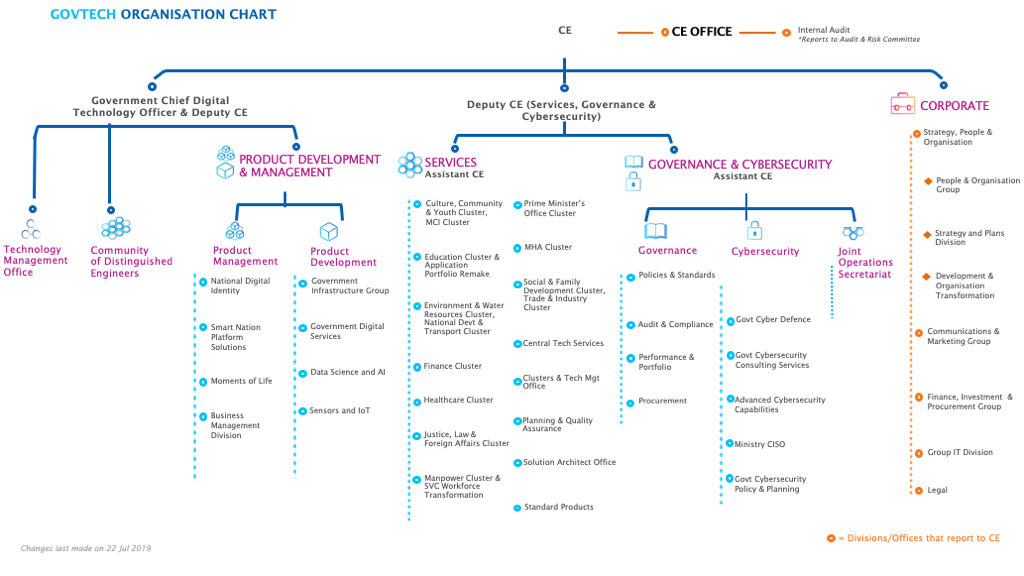 GOVTECH ORGANISATION CHART
CE
CE OFFICE
Internal Audit
*Reports to Audit & Risk Committee
Government Chief Digital
Technology Officer & Deputy CE
Deputy CE (Services, Governance &
Cybersecurity)
CORPORATE
Technology
Management
Office
Community
of Distinguished
Engineers
PRODUCT DEVELOPMENT
& MANAGEMENT
Product
Management
National Digital
Identity
Smart Nation
Platform
Solutions
Moments of Life
Business
Management
Division
Product
Development
Government
Infrastructure Group
Government Digital
Services
Data Science and AI
Sensors and IoT
SERVICES
Assistant CE
Culture, Community
& Youth Cluster,
MCI Cluster
Education Cluster &
Application
Portfolio Remake
Environment & Water
Resources Cluster,
National Devt &
Transport Cluster
Finance Cluster
Healthcare Cluster
Justice, Law &
Foreign Affairs Cluster
Manpower Cluster &
SVC Workforce
Transformation
Prime Minister's
Office Cluster
MHA Cluster
Social & Family
Development Cluster,
Trade & Industry
Cluster
Central Tech Services
Clusters & Tech Mgt
Office
Planning & Quality
Assurance
Solution Architect Office
Standard Products
GOVERNANCE & CYBERSECURITY
Assistant CE
Governance
Policies & Standards
Audit & Compliance
Performance &
Portfolio
Procurement
Cybersecurity
Govt Cyber Defence
Govt Cybersecurity
Consulting Services
Advanced Cybersecurity
Capabilities
Ministry CISO
Govt Cybersecurity
Policy & Planning
Joint
Operations
Secretariat
Strategy, People &
Organisation
People & Organisation
Group
Strategy and Plans
Division
Development &
Organisation
Transformation
Communications &
Marketing Group
Finance, Investment &
Procurement Group
Group IT Division
Legal
= Divisions/Offices that report to CE
Changes last made on 22 Jul 2019